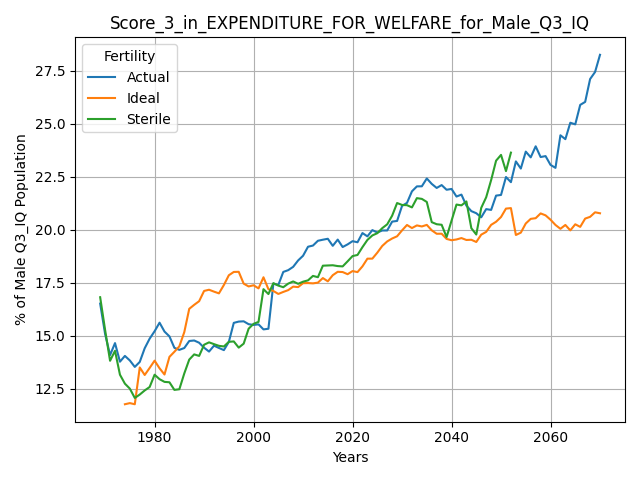 Score_3_in_EXPENDITURE_FOR_WELFARE_for_Male_Q3_IQ
Fertility
Actual
Ideal
Sterile
% of Male Q3_IQ Population
27.5
25.0
22.5
20.0
17.5
15.0
12.5
1980
2000
2020
2040
2060
Years